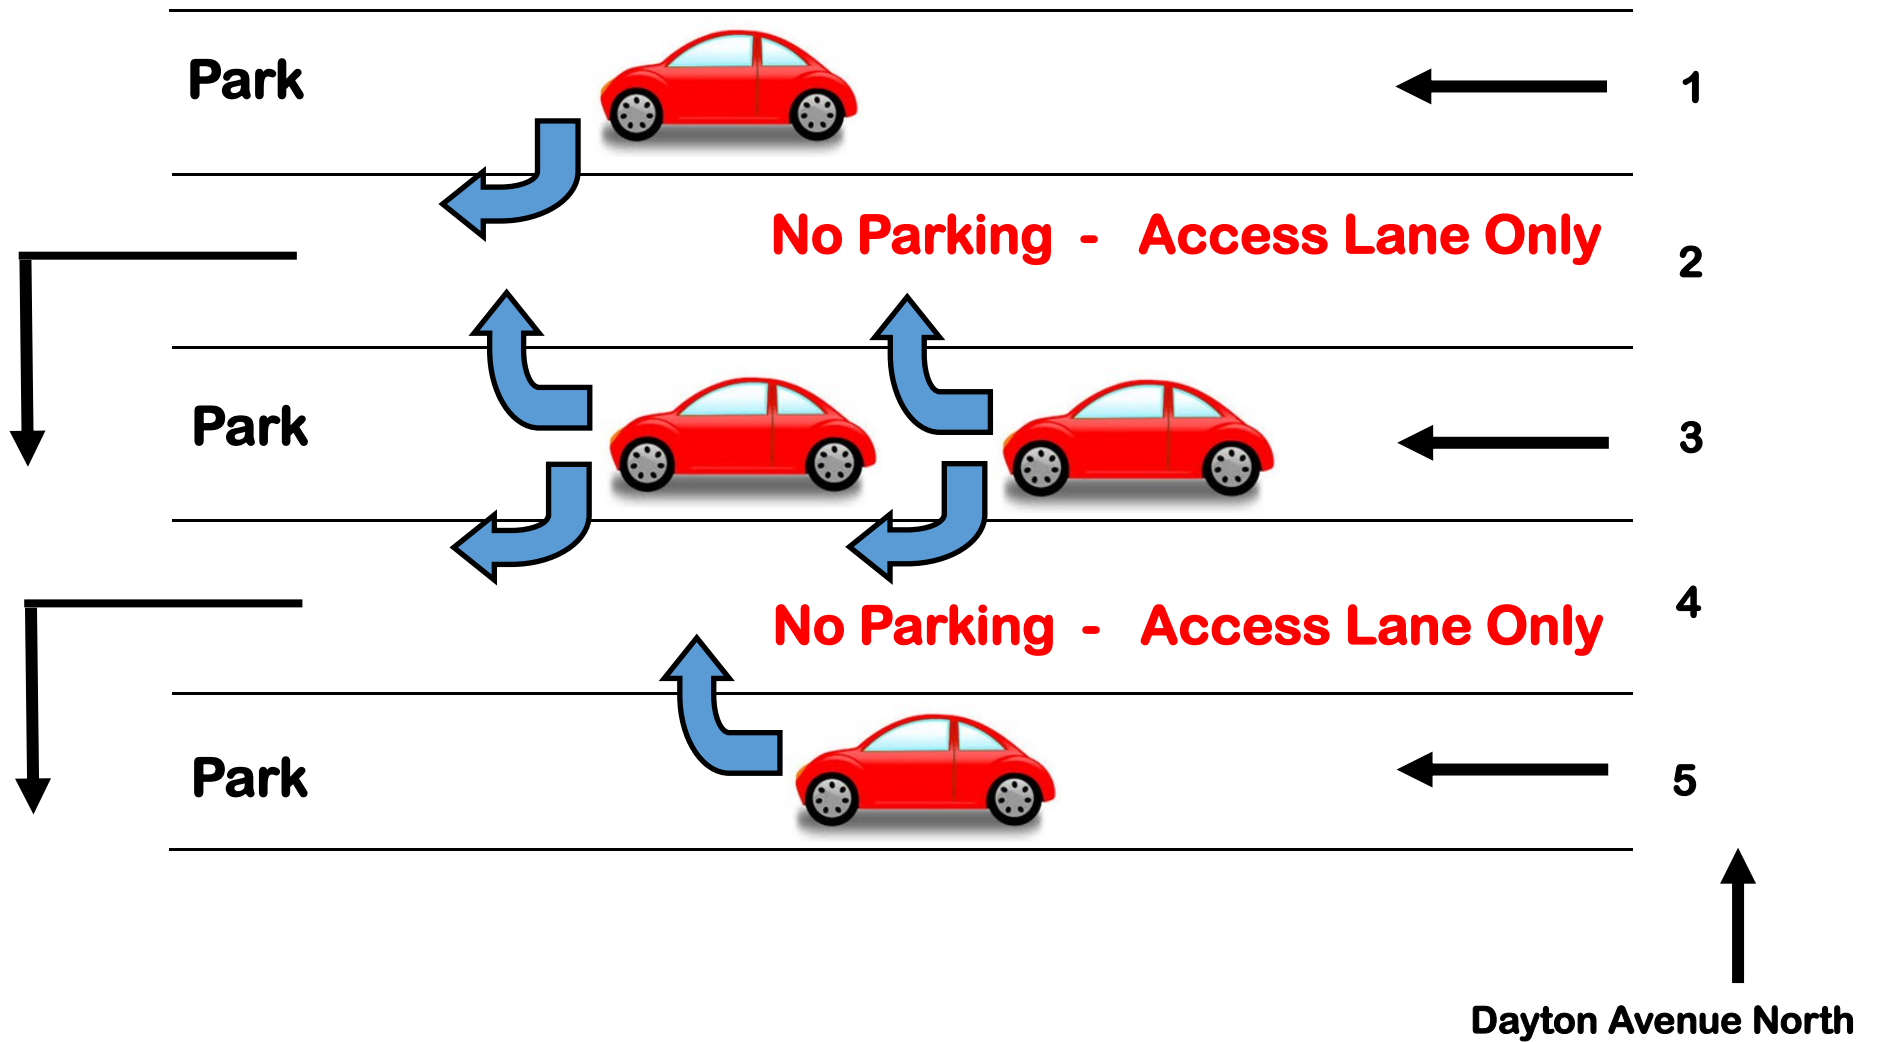 Park
1
No Parking - Access Lane Only
2
Park
3
No Parking - Access Lane Only
4
Park
5
Dayton Avenue North